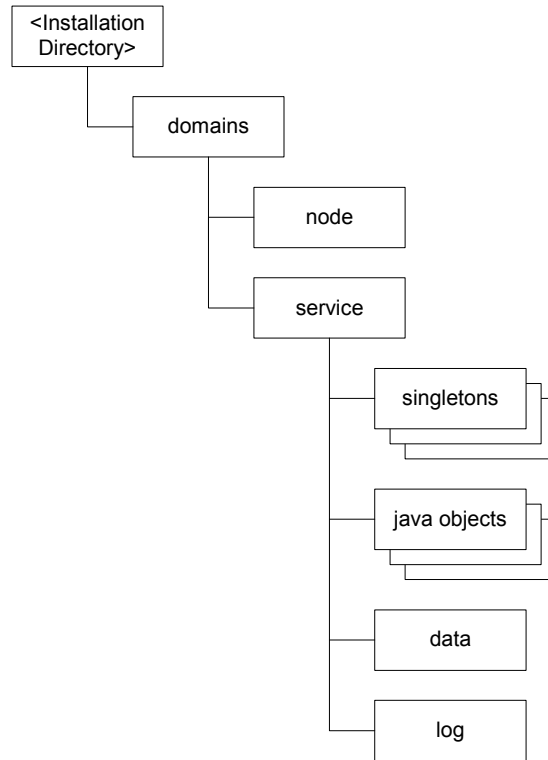 <Installation
Directory>
domains
node
service
singletons
java objects
data
log